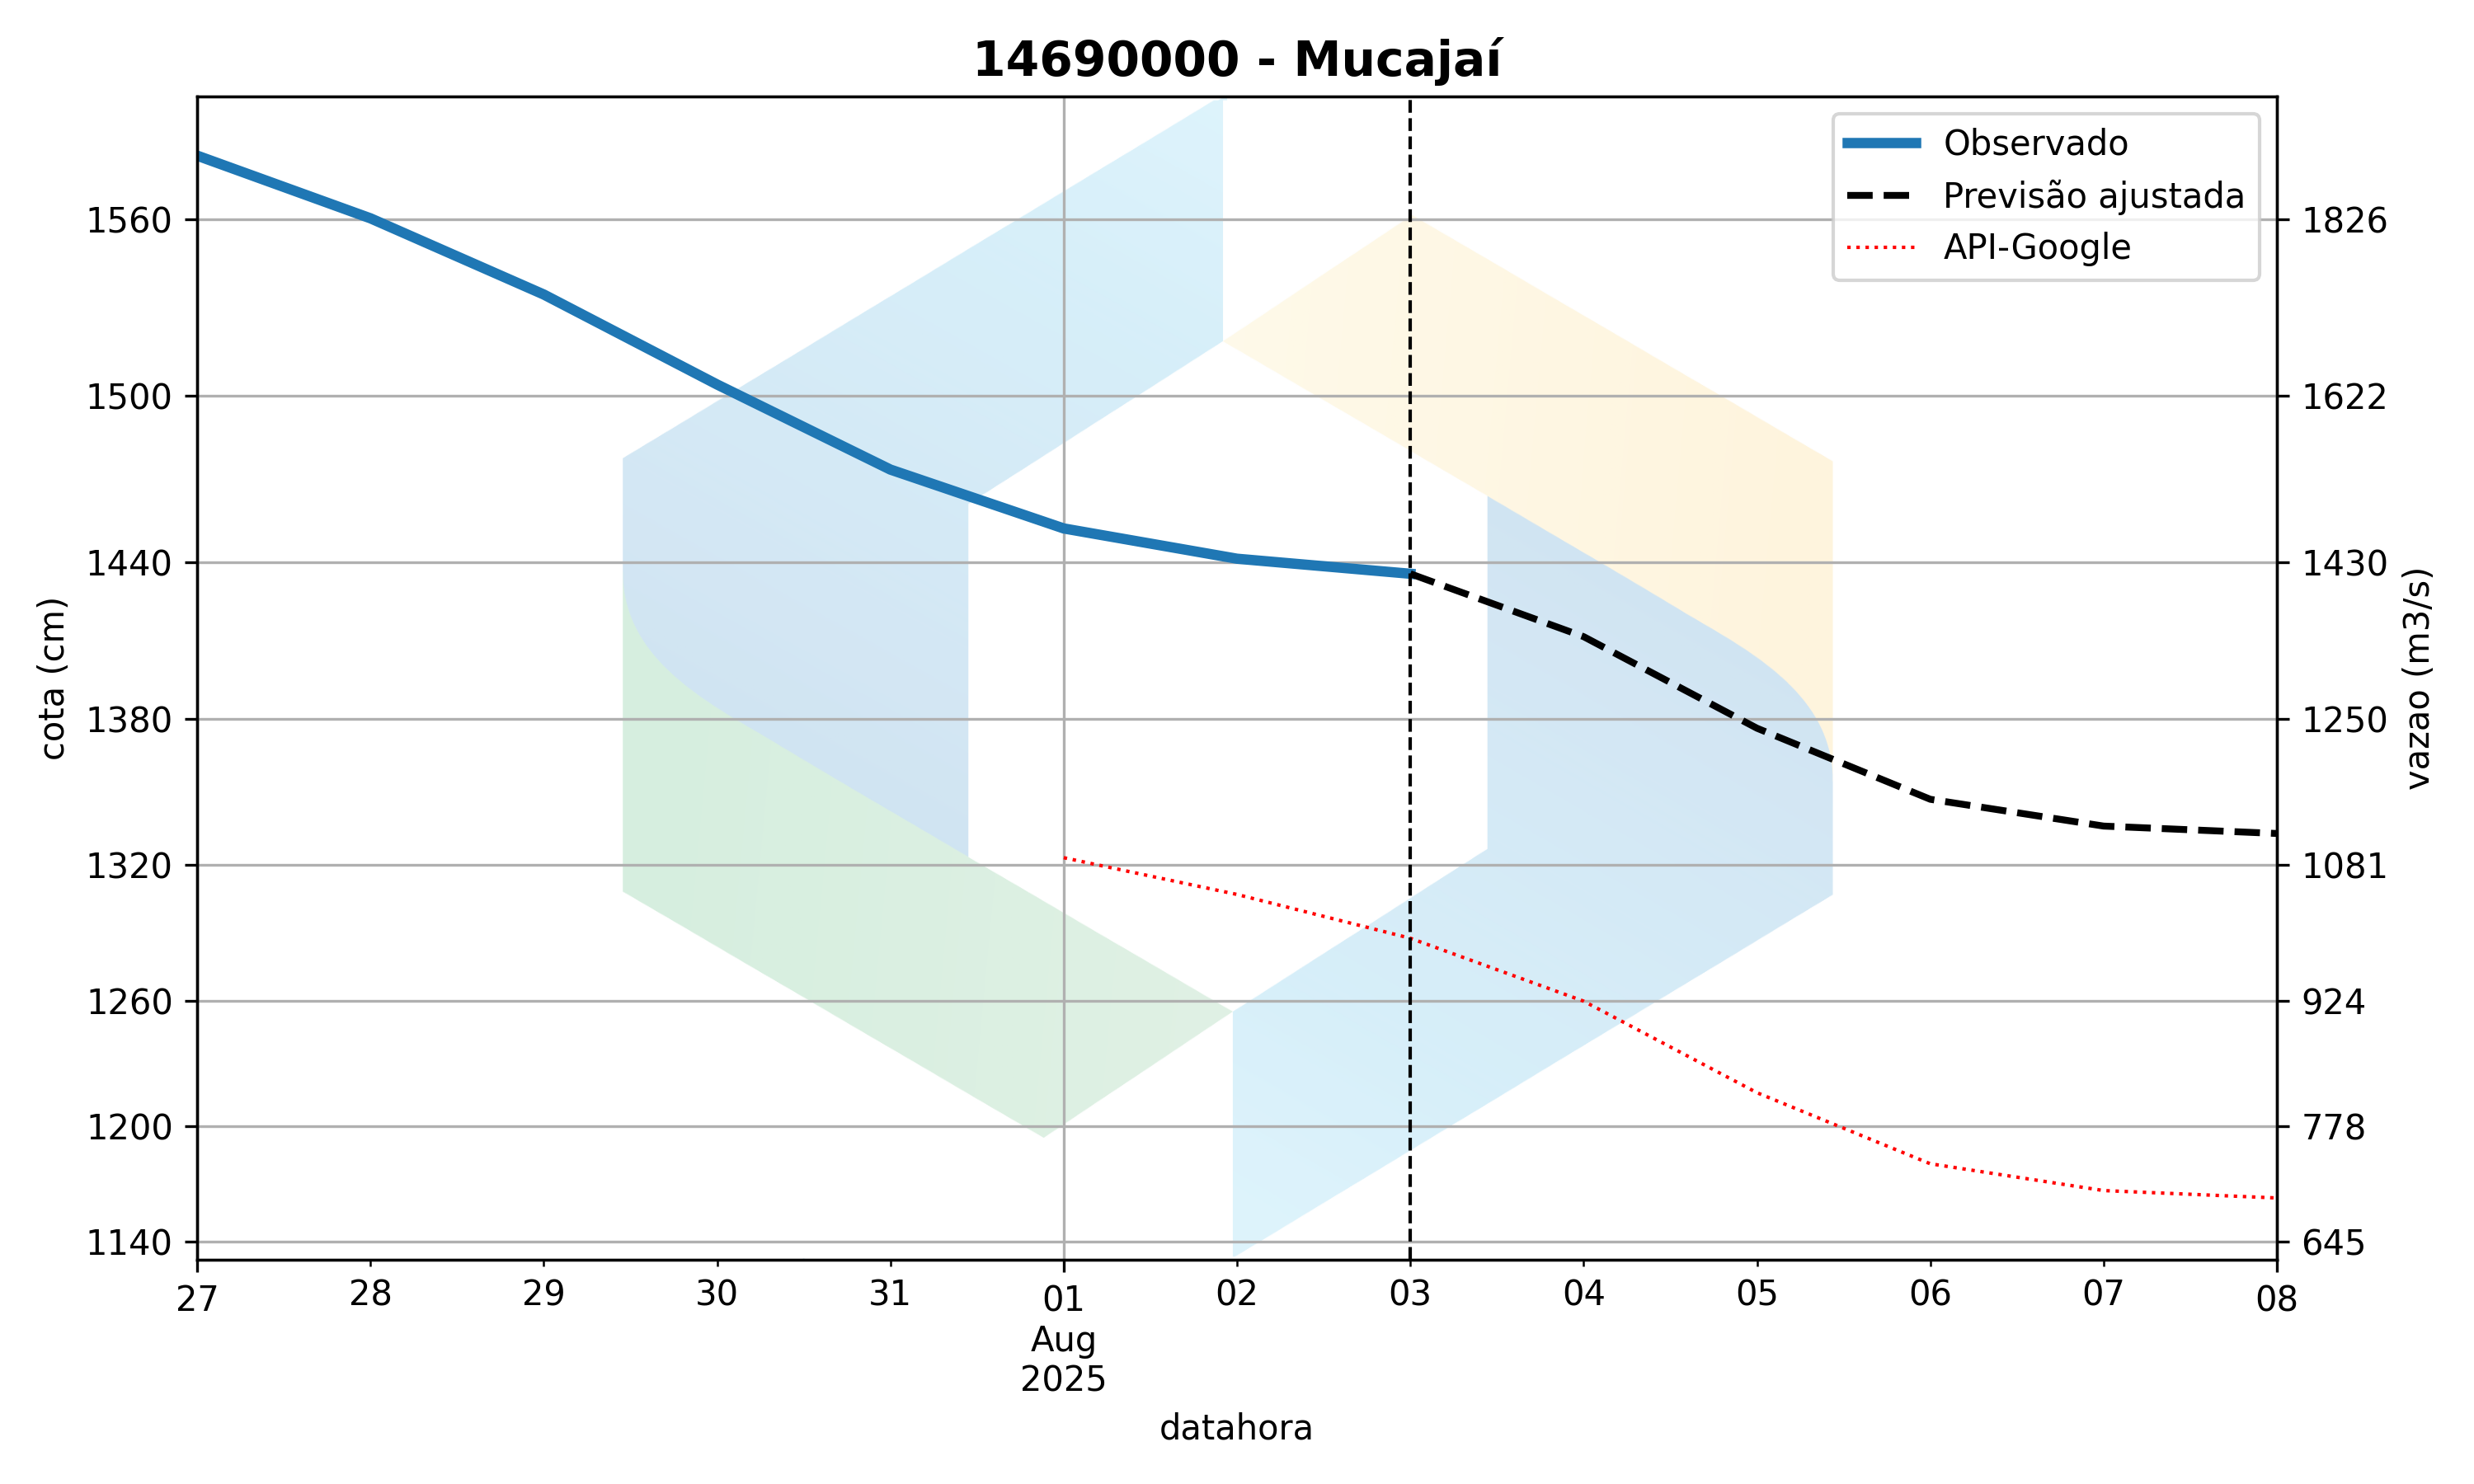 14690000 - Mucajaí
Observado
Previsão ajustada
API-Google
cota (cm)
1560
1500
1440
1380
1320
1260
1200
1140
1826
1622
1430
1250
1081
924
778
645
vazao (m3/s)
27 28 29 30 31 01 02 03 04 05 06 07 08
Aug
2025
datahora